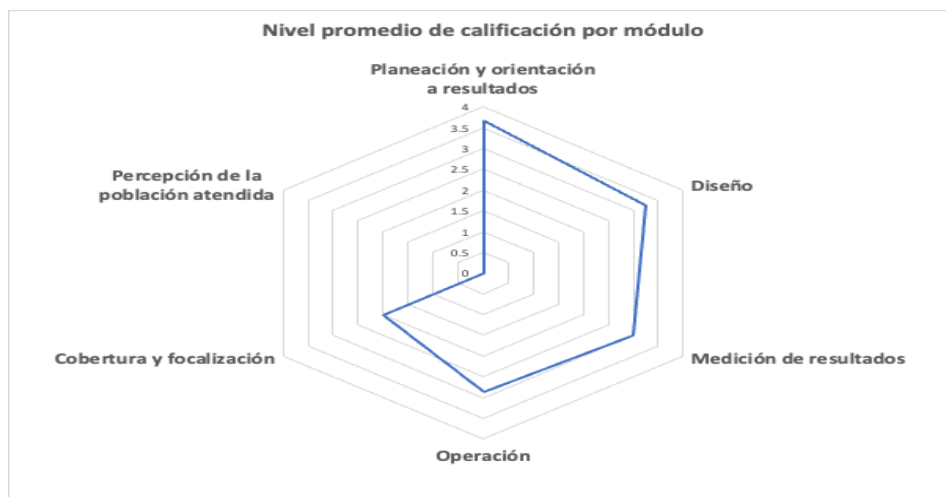 Nivel promedio de calificación por módulo
Planeación y orientación
a resultados
4
3.5
3
2.5
2
1.5
1
0.5
0
Diseño
Medición de resultados
Operación
Cobertura y focalización
Percepción de la
población atendida